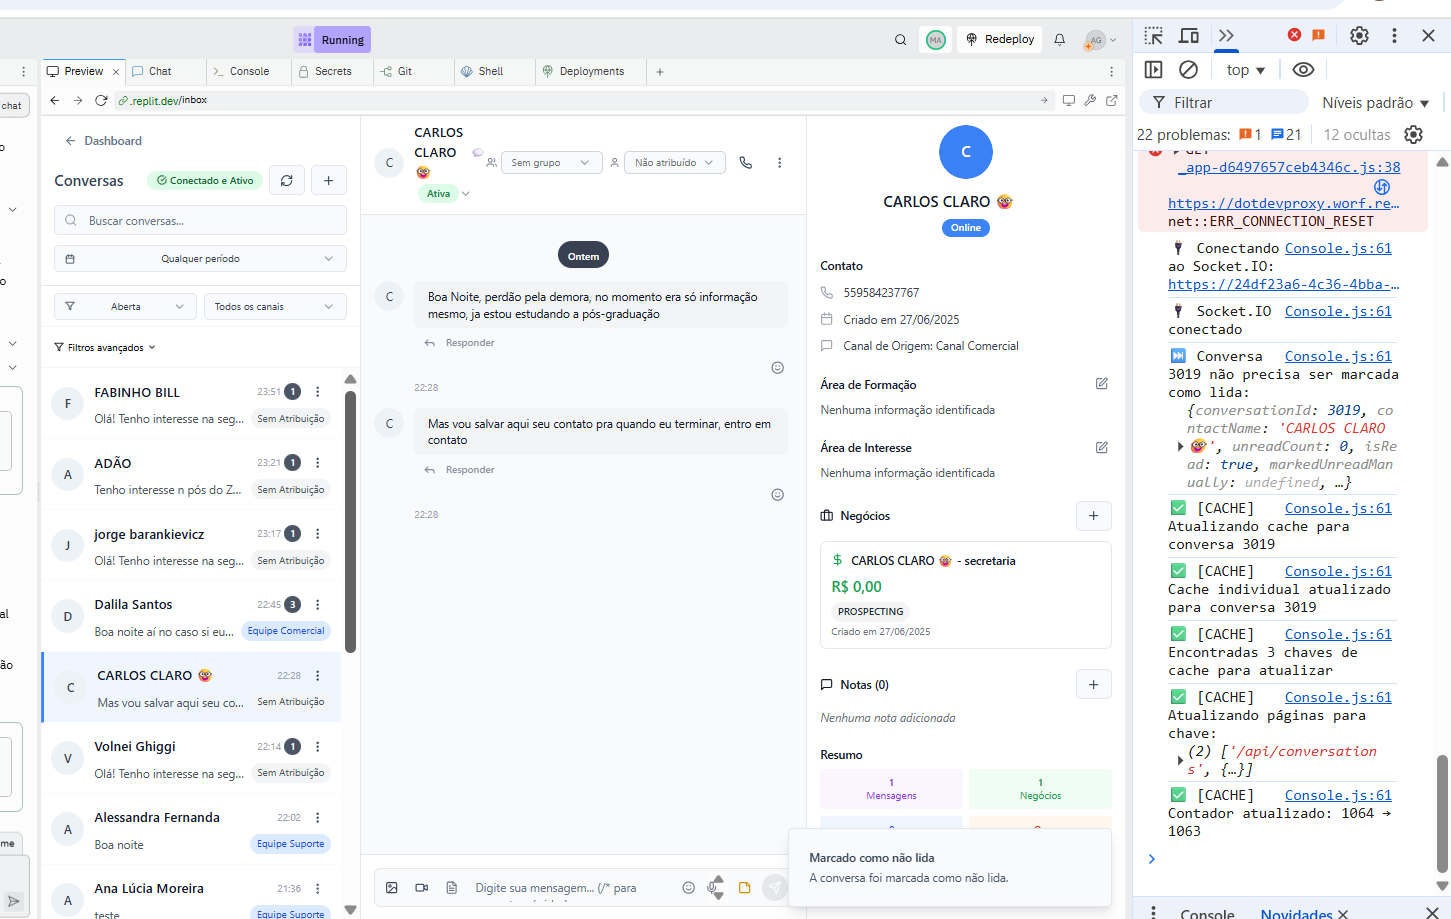 Running
MA
Redeploy
AG
Preview
Chat
Console
Secrets
Git
Shell
Deployments
.replit.dev/inbox
chat
Dashboard
Conversas
Conectado e Ativo
Buscar conversas...
Qualquer período
Aberta
Todos os canais
Filtros avançados
F
FABINHO BILL
23:51
1
Olá! Tenho interesse na seg...
Sem Atribuição
A
ADÃO
23:21
1
Tenho interesse n pós do Z...
Sem Atribuição
J
jorge barankievicz
23:17
1
Olá! Tenho interesse na seg...
Sem Atribuição
D
Dalila Santos
22:45
3
Boa noite aí no caso si eu...
Equipe Comercial
C
CARLOS CLARO 🤓
22:28
Mas vou salvar aqui seu co...
Sem Atribuição
V
Volnei Ghiggi
22:14
1
Olá! Tenho interesse na seg...
Sem Atribuição
A
Alessandra Fernanda
22:02
Boa noite
Equipe Suporte
A
Ana Lúcia Moreira
21:36
teste
Equipe Suporte
al
ão
me
C
CARLOS
CLARO
🤓
Ativa
Sem grupo
Não atribuído
Ontem
C
Boa Noite, perdão pela demora, no momento era só informação
mesmo, ja estou estudando a pós-graduação
Responder
22:28
C
Mas vou salvar aqui seu contato pra quando eu terminar, entro em
contato
Responder
22:28
Digite sua mensagem... (/* para
C
CARLOS CLARO 🤓
Online
Contato
559584237767
Criado em 27/06/2025
Canal de Origem: Canal Comercial
Área de Formação
Nenhuma informação identificada
Área de Interesse
Nenhuma informação identificada
Negócios
CARLOS CLARO 🤓 - secretaria
R$ 0,00
PROSPECTING
Criado em 27/06/2025
Notas (0)
Nenhuma nota adicionada
Resumo
1
Mensagens
1
Negócios
Marcado como não lida
A conversa foi marcada como não lida.
top
Filtrar
Níveis padrão
22 problemas: 1 21 12 ocultas
GET
_app-d6497657ceb4346c.js:38
https://dotdevproxy.worf.re…
net::ERR_CONNECTION_RESET
🔌 Conectando Console.js:61
ao Socket.IO:
https://24df23a6-4c36-4bba-…
🔌 Socket.IO Console.js:61
conectado
⏭️ Conversa Console.js:61
3019 não precisa ser marcada
como lida:
{conversationId: 3019, co
ntactName: 'CARLOS CLARO
🤓', unreadCount: 0, isRe
ad: true, markedUnreadMan
ually: undefined, …}
✅ [CACHE] Console.js:61
Atualizando cache para
conversa 3019
✅ [CACHE] Console.js:61
Cache individual atualizado
para conversa 3019
✅ [CACHE] Console.js:61
Encontradas 3 chaves de
cache para atualizar
✅ [CACHE] Console.js:61
Atualizando páginas para
chave:
(2) ['/api/conversation
s', {…}]
✅ [CACHE] Console.js:61
Contador atualizado: 1064 →
1063
Console
Novidades